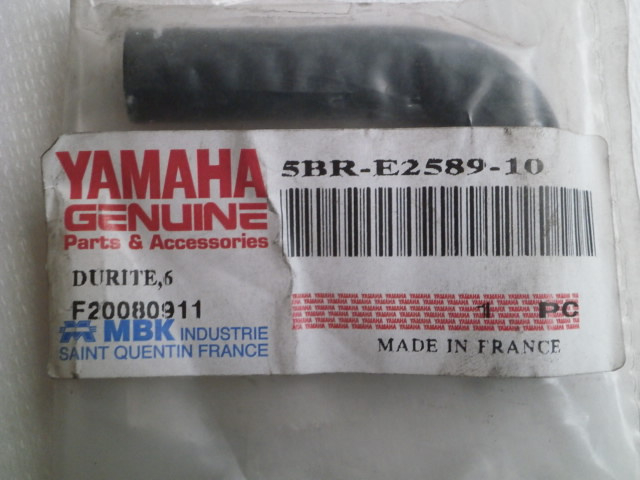 YAMAHA
GENUINE
Parts & Accessories
5BR-E2589-10
DURITE,6
F20080911
MBK INDUSTRIE
SAINT QUENTIN FRANCE
1 PC
MADE IN FRANCE